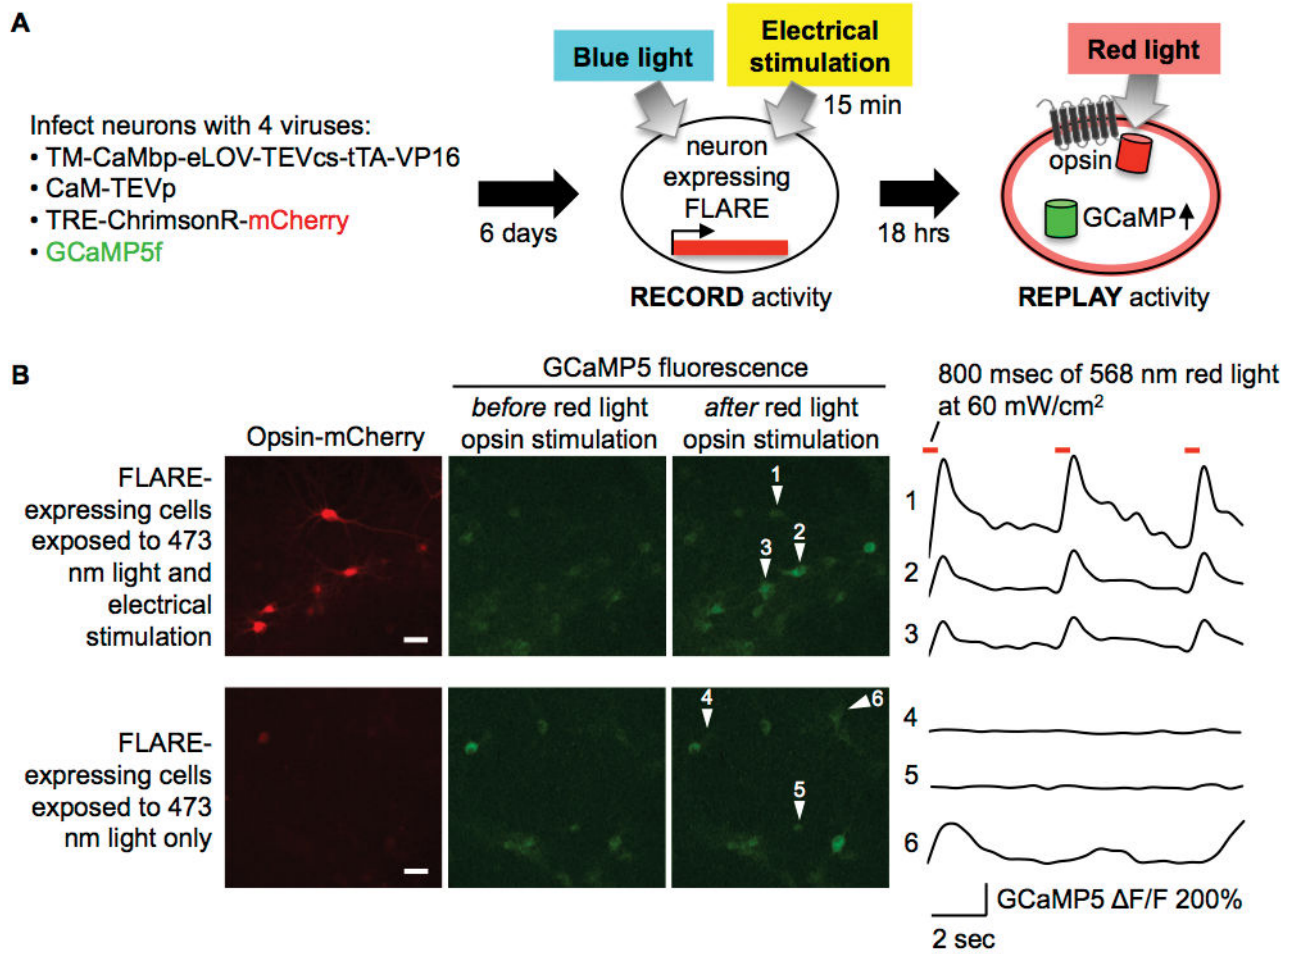 A
Infect neurons with 4 viruses:
• TM-CaMbp-eLOV-TEVcs-tTA-VP16
• CaM-TEVp
• TRE-ChrimsonR-mCherry
• GCaMP5f
6 days
Blue light
Electrical
stimulation
15 min
neuron
expressing
FLARE
RECORD activity
18 hrs
Red light
opsin
GCaMP
REPLAY activity
B
GCaMP5 fluorescence
Opsin-mCherry
before red light
opsin stimulation
after red light
opsin stimulation
800 msec of 568 nm red light
at 60 mW/cm²
FLARE-
expressing cells
exposed to 473
nm light and
electrical
stimulation
1
2
3
1
2
3
FLARE-
expressing cells
exposed to 473
nm light only
4
6
5
4
5
6
GCaMP5 ΔF/F 200%
2 sec